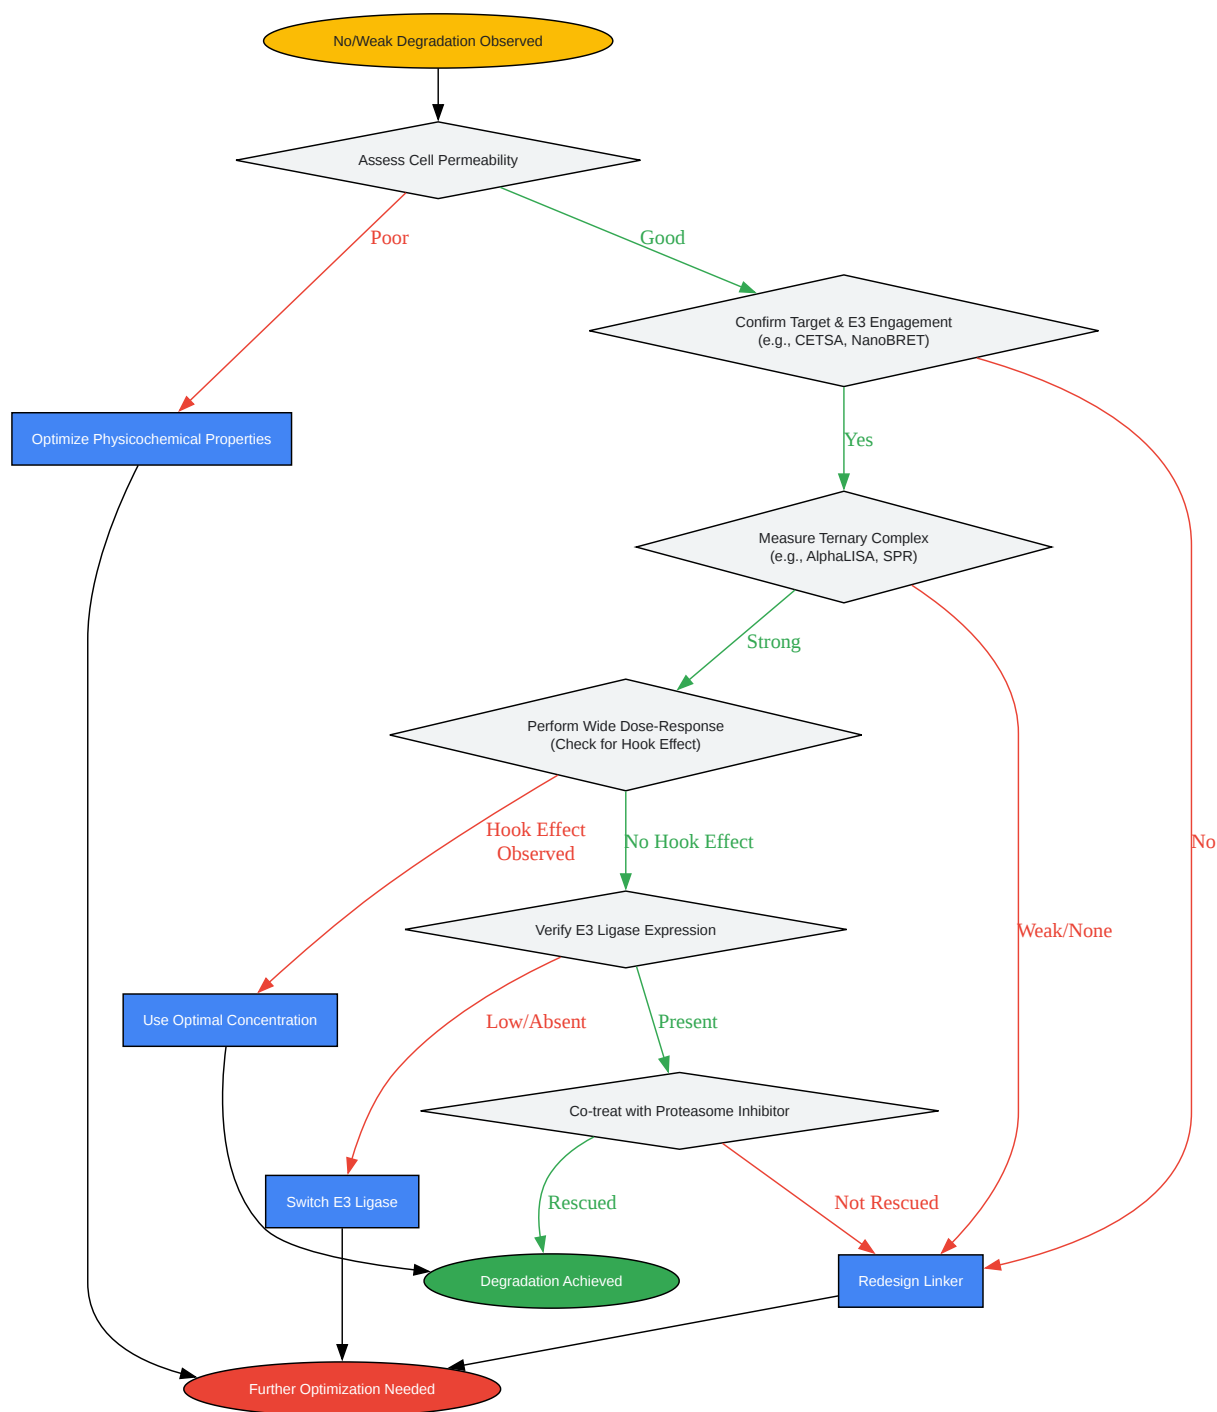 No/Weak Degradation Observed
Assess Cell Permeability
Poor
Good
Confirm Target & E3 Engagement
(e.g., CETSA, NanoBRET)
Optimize Physicochemical Properties
Yes
Measure Ternary Complex
(e.g., AlphaLISA, SPR)
Strong
Perform Wide Dose-Response
(Check for Hook Effect)
Hook Effect
Observed
No Hook Effect
No
Verify E3 Ligase Expression
Weak/None
Use Optimal Concentration
Low/Absent
Present
Co-treat with Proteasome Inhibitor
Switch E3 Ligase
Rescued
Not Rescued
Degradation Achieved
Redesign Linker
Further Optimization Needed